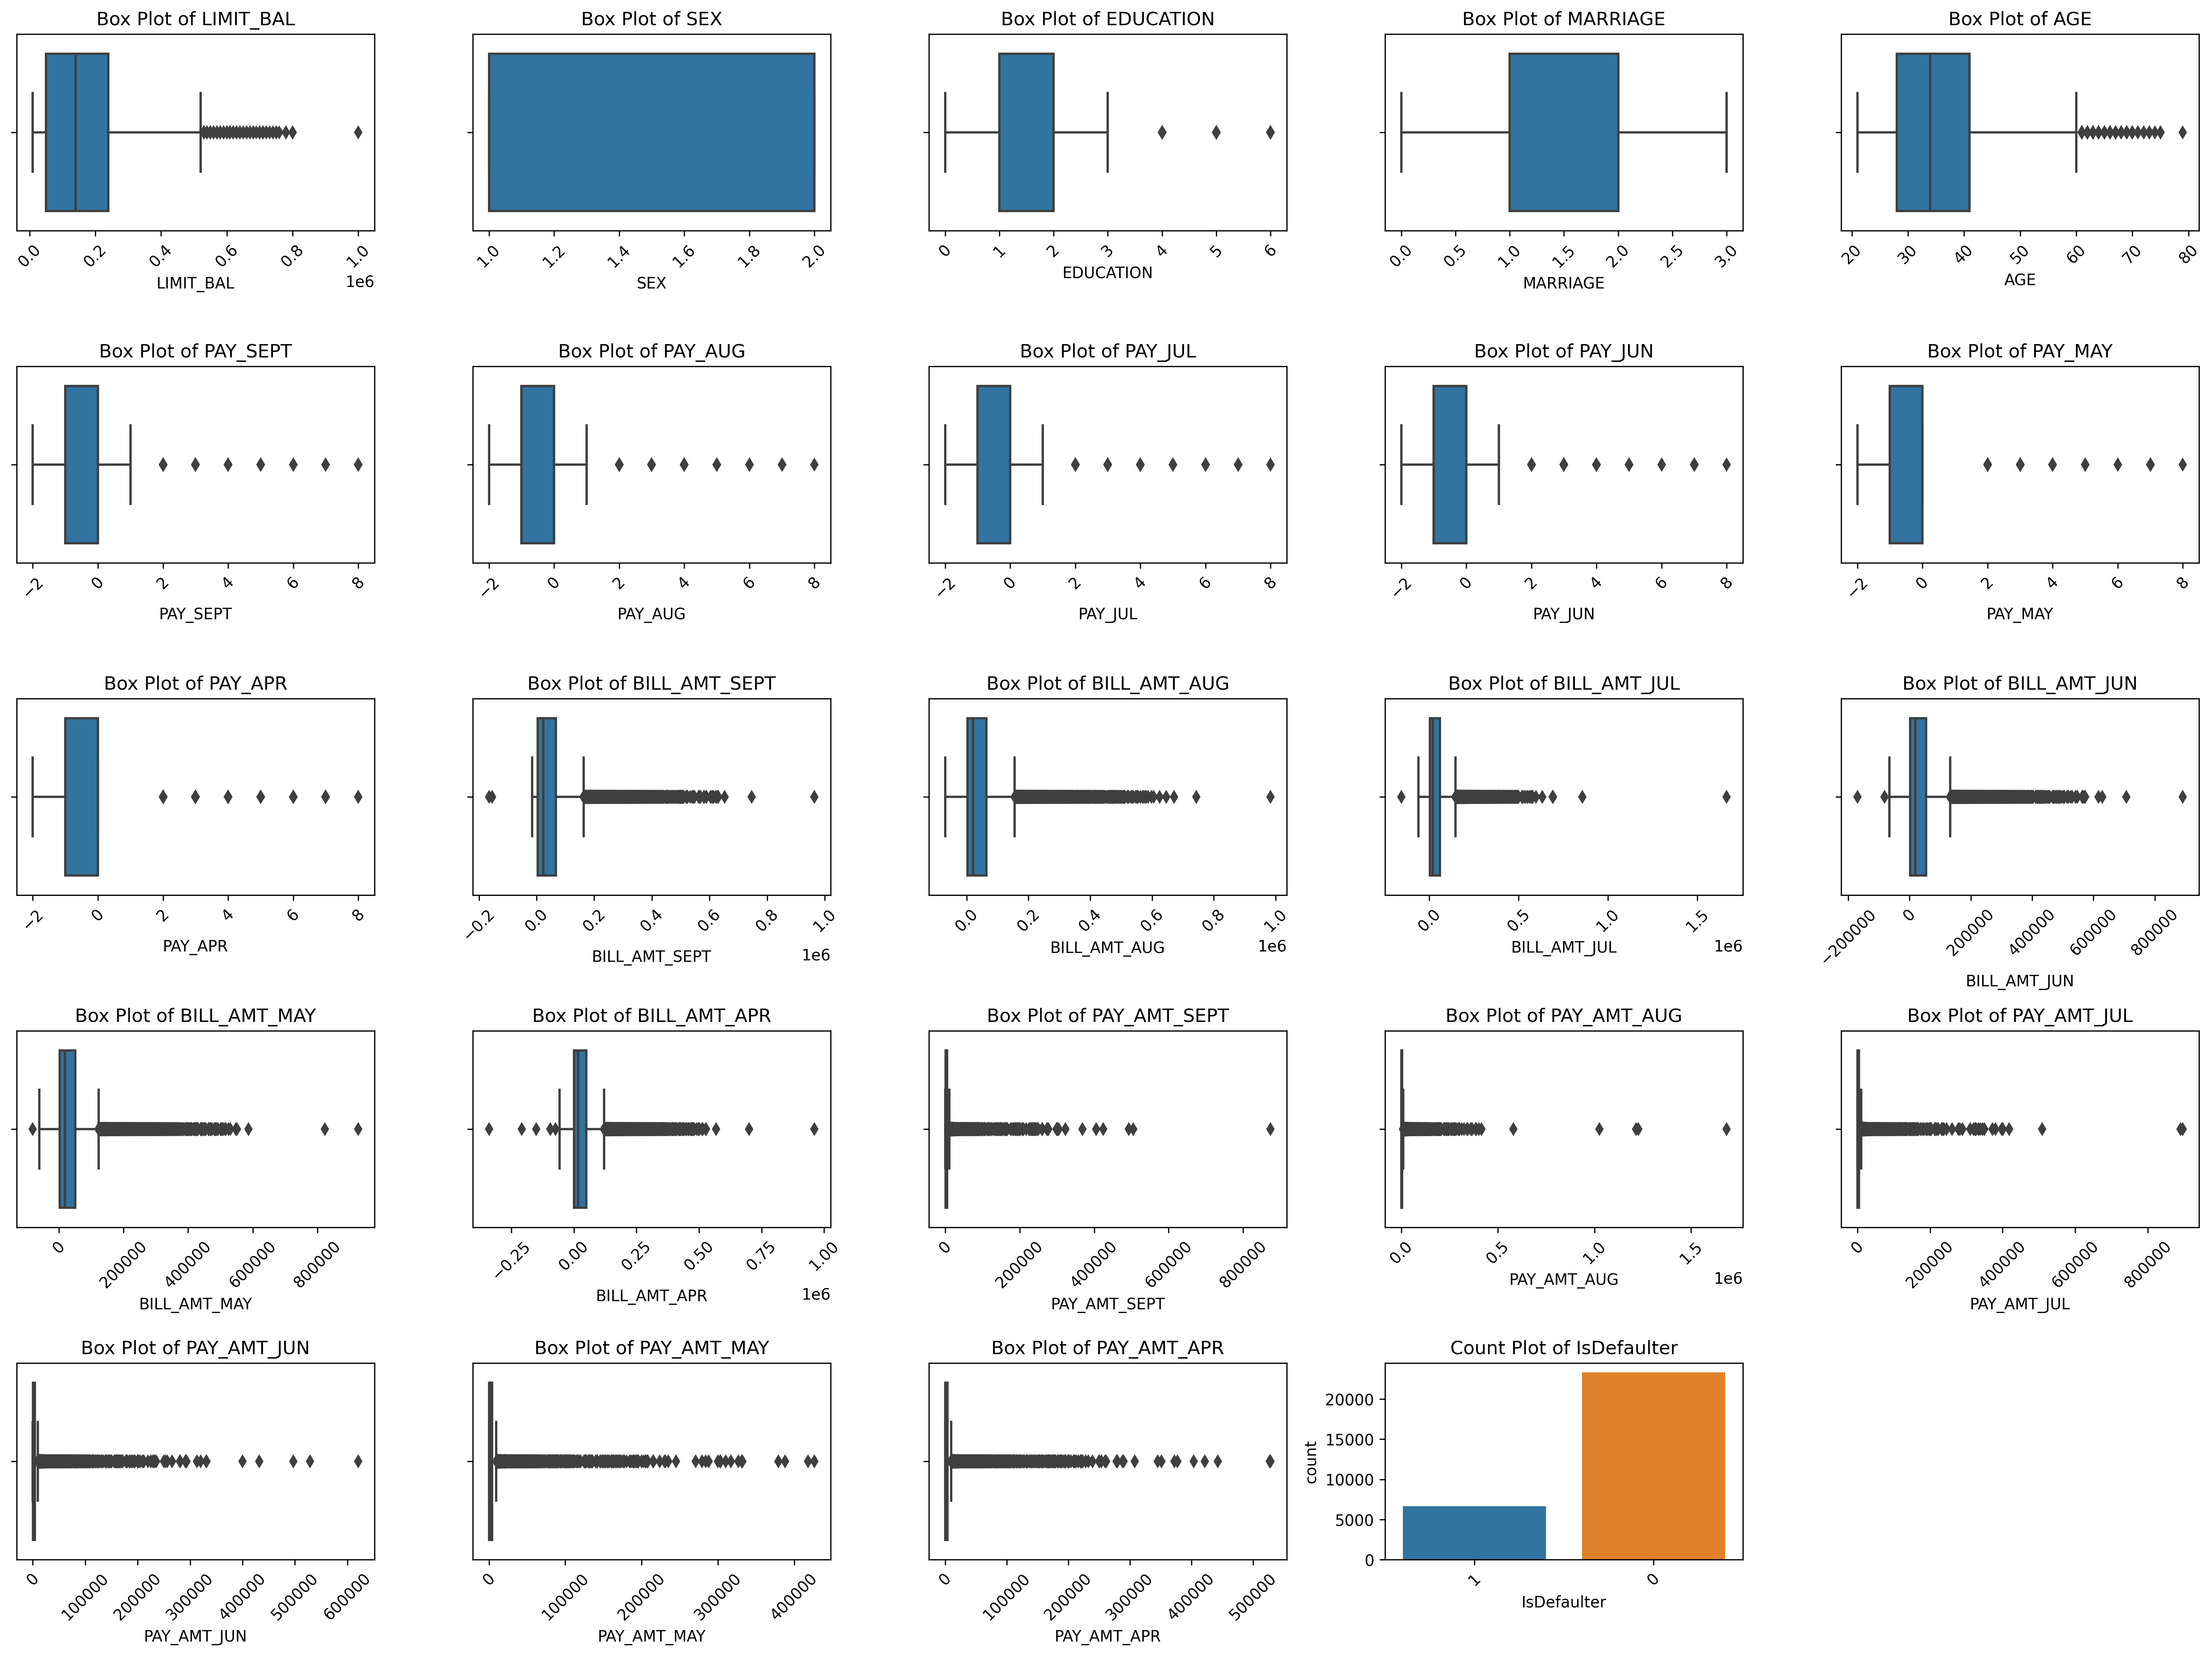 Box Plot of LIMIT_BAL
0.0 0.2 0.4 0.6 0.8 1.0
LIMIT_BAL
1e6
Box Plot of SEX
1.0 1.2 1.4 1.6 1.8 2.0
SEX
Box Plot of EDUCATION
0 1 2 3 4 5 6
EDUCATION
Box Plot of MARRIAGE
0.0 0.5 1.0 1.5 2.0 2.5 3.0
MARRIAGE
Box Plot of AGE
20 30 40 50 60 70 80
AGE
Box Plot of PAY_SEPT
−2 0 2 4 6 8
PAY_SEPT
Box Plot of PAY_AUG
−2 0 2 4 6 8
PAY_AUG
Box Plot of PAY_JUL
−2 0 2 4 6 8
PAY_JUL
Box Plot of PAY_JUN
−2 0 2 4 6 8
PAY_JUN
Box Plot of PAY_MAY
−2 0 2 4 6 8
PAY_MAY
Box Plot of PAY_APR
−2 0 2 4 6 8
PAY_APR
Box Plot of BILL_AMT_SEPT
−0.2 0.0 0.2 0.4 0.6 0.8 1.0
BILL_AMT_SEPT
1e6
Box Plot of BILL_AMT_AUG
0.0 0.2 0.4 0.6 0.8 1.0
BILL_AMT_AUG
1e6
Box Plot of BILL_AMT_JUL
0.0 0.5 1.0 1.5
BILL_AMT_JUL
1e6
Box Plot of BILL_AMT_JUN
−200000 0 200000 400000 600000 800000
BILL_AMT_JUN
Box Plot of BILL_AMT_MAY
0 200000 400000 600000 800000
BILL_AMT_MAY
Box Plot of BILL_AMT_APR
−0.25 0.00 0.25 0.50 0.75 1.00
BILL_AMT_APR
1e6
Box Plot of PAY_AMT_SEPT
0 200000 400000 600000 800000
PAY_AMT_SEPT
Box Plot of PAY_AMT_AUG
0.0 0.5 1.0 1.5
PAY_AMT_AUG
1e6
Box Plot of PAY_AMT_JUL
0 200000 400000 600000 800000
PAY_AMT_JUL
Box Plot of PAY_AMT_JUN
0 100000 200000 300000 400000 500000 600000
PAY_AMT_JUN
Box Plot of PAY_AMT_MAY
0 100000 200000 300000 400000
PAY_AMT_MAY
Box Plot of PAY_AMT_APR
0 100000 200000 300000 400000 500000
PAY_AMT_APR
Count Plot of IsDefaulter
20000
15000
10000
5000
0
count
1 0
IsDefaulter